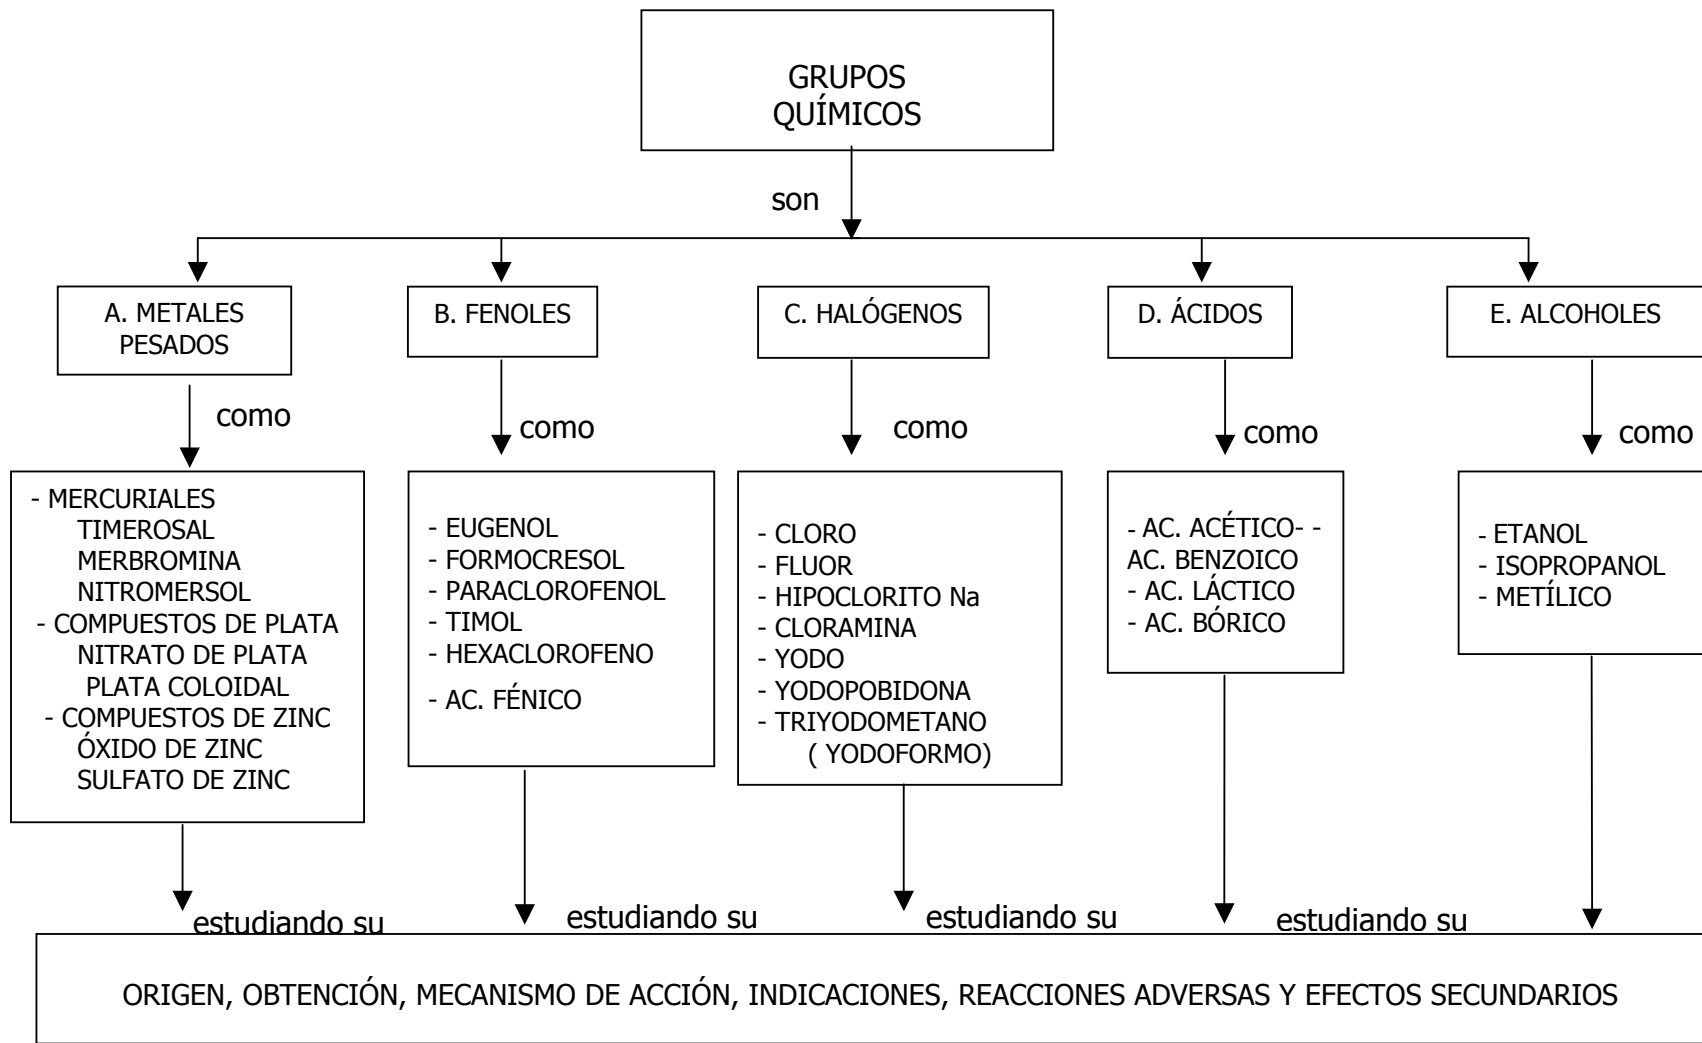 GRUPOS
QUÍMICOS
son
A. METALES
PESADOS
B. FENOLES
C. HALÓGENOS
D. ÁCIDOS
E. ALCOHOLES
como
como
como
como
como
- MERCURIALES
TIMEROSAL
MERBROMINA
NITROMERSOL
- COMPUESTOS DE PLATA
NITRATO DE PLATA
PLATA COLOIDAL
- COMPUESTOS DE ZINC
ÓXIDO DE ZINC
SULFATO DE ZINC
- EUGENOL
- FORMOCRESOL
- PARACLOROFENOL
- TIMOL
- HEXACLOROFENO
- AC. FÉNICO
- CLORO
- FLUOR
- HIPOCLORITO Na
- CLORAMINA
- YODO
- YODOPOBIDONA
- TRIYODOMETANO
( YODOFORMO)
- AC. ACÉTICO- -
AC. BENZOICO
- AC. LÁCTICO
- AC. BÓRICO
- ETANOL
- ISOPROPANOL
- METÍLICO
estudiando su
estudiando su
estudiando su
estudiando su
ORIGEN, OBTENCIÓN, MECANISMO DE ACCIÓN, INDICACIONES, REACCIONES ADVERSAS Y EFECTOS SECUNDARIOS